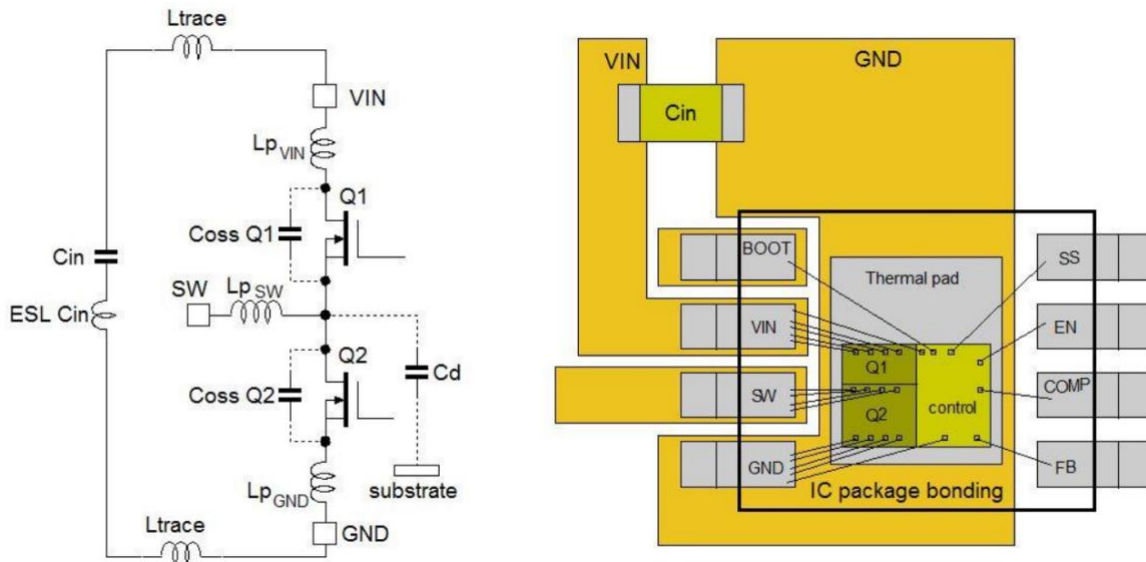 Ltrace
VIN
Lp VIN
Q1
Coss Q1
Cin
SW
Lp SW
ESL Cin
Q2
Coss Q2
Cd
Lp GND
substrate
Ltrace
GND
VIN
GND
Cin
BOOT
Thermal pad
SS
VIN
EN
Q1
SW
COMP
Q2
control
GND
FB
IC package bonding